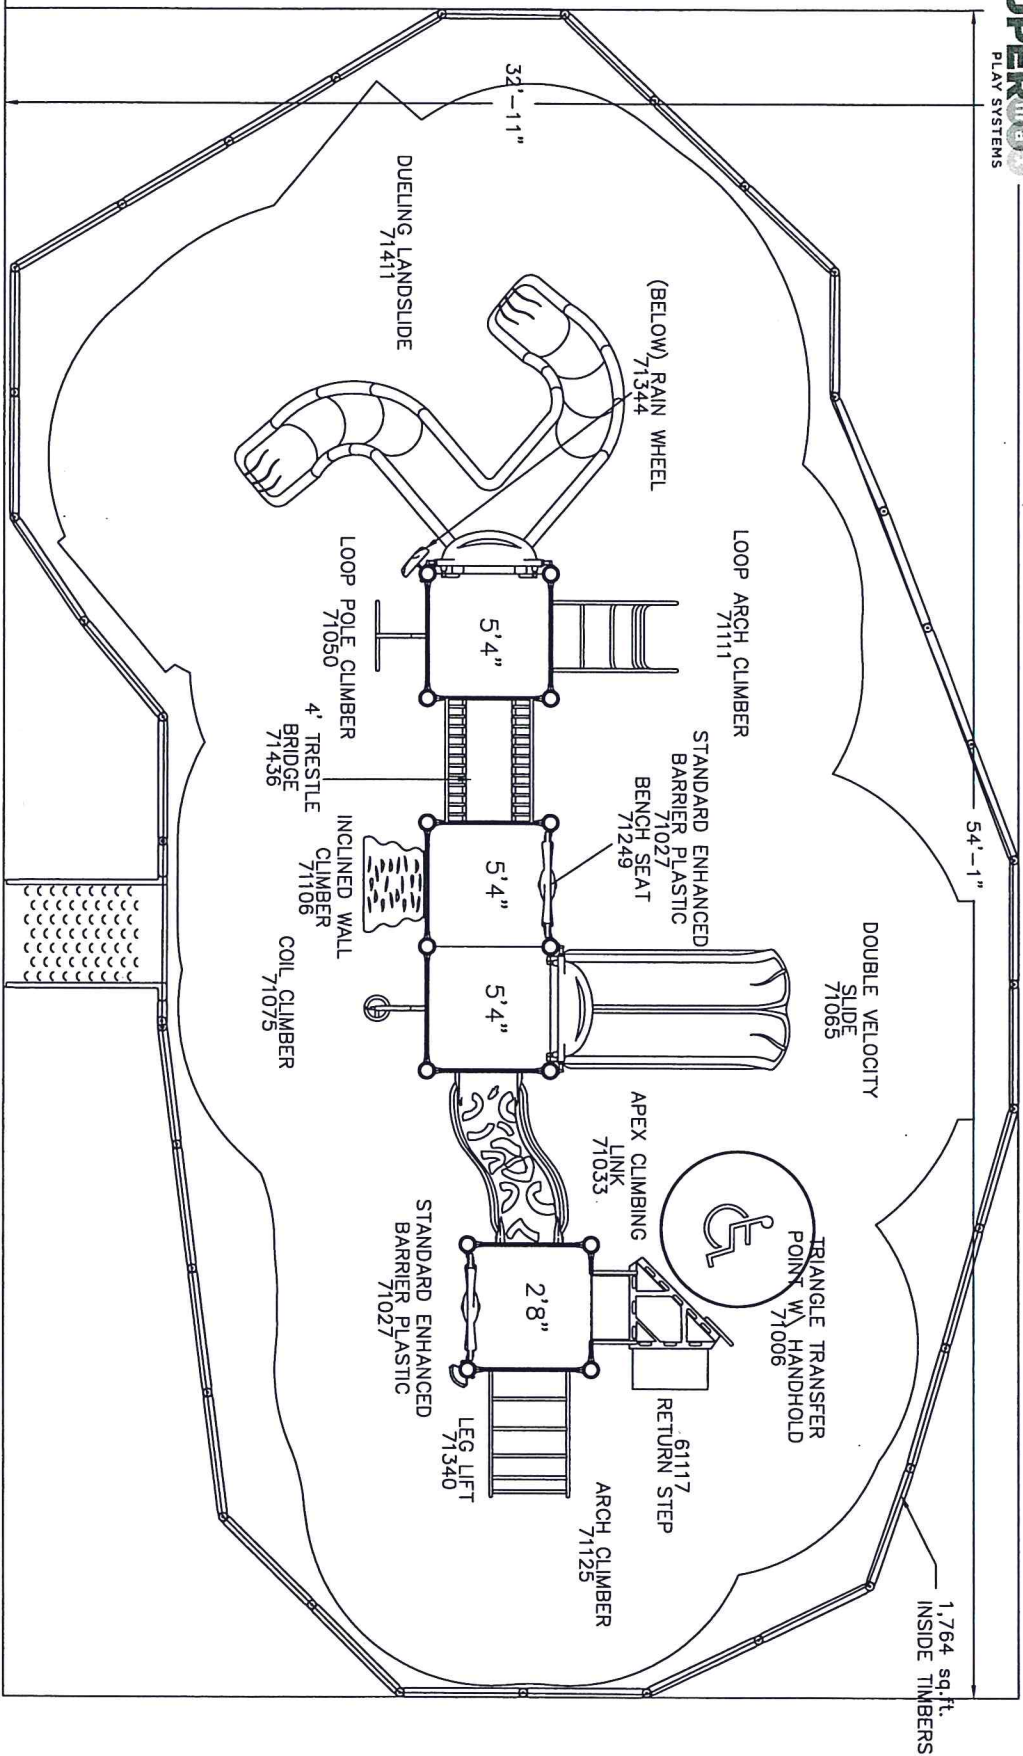 PLAY SYSTEMS
32'-11"
54'-1"
1,764 sq.ft.
INSIDE TIMBERS
DUELING LANDSLIDE
71411
(BELOW) RAIN WHEEL
71344
LOOP ARCH CLIMBER
71111
LOOP POLE CLIMBER
71050
5'4"
4' TRESTLE
BRIDGE
71436
STANDARD ENHANCED
BARRIER PLASTIC
71027
BENCH SEAT
71249
5'4"
INCLINED WALL
CLIMBER
71106
DOUBLE VELOCITY
SLIDE
71065
5'4"
COIL CLIMBER
71075
APEX CLIMBING
LINK
71033
TRIANGLE TRANSFER
POINT W\ HANDHOLD
71006
2'8"
STANDARD ENHANCED
BARRIER PLASTIC
71027
61117
RETURN STEP
LEG LIFT
71340
ARCH CLIMBER
71125